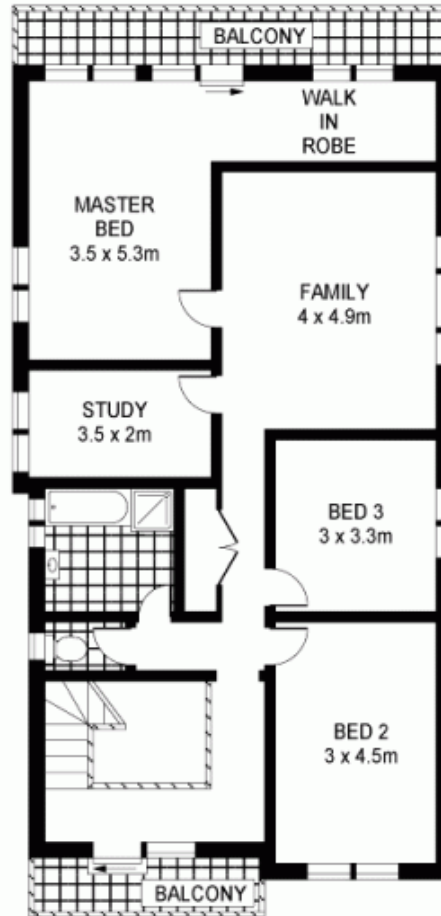 BALCONY
WALK
IN
ROBE
MASTER
BED
3.5 x 5.3m
FAMILY
4 x 4.9m
STUDY
3.5 x 2m
BED 3
3 x 3.3m
BED 2
3 x 4.5m
BALCONY